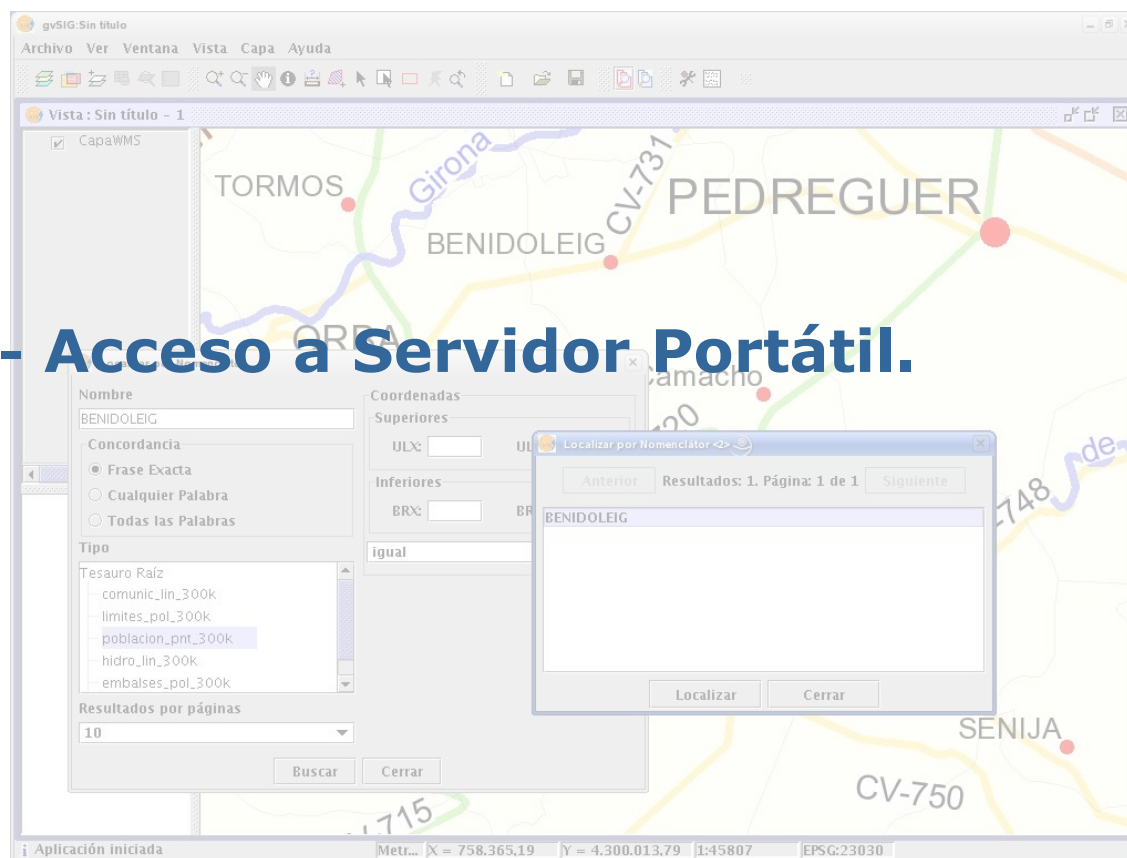 gvSIG:Sin título
Archivo Ver Ventana Vista Capa Ayuda
Vista : Sin título - 1
CapaWMS
TORMOS
Girona
CV-731
PEDREGUER
BENIDOLEIG
ORBA
- Acceso a Servidor Portátil.
Camacho
de
Nombre
BENIDOLEIG
Concordancia
Frase Exacta
Cualquier Palabra
Todas las Palabras
Tipo
Tesauro Raíz
comunic_lin_300k
limites_pol_300k
poblacion_pnt_300k
hidro_lin_300k
embalses_pol_300k
Resultados por páginas
10
Buscar Cerrar
Coordenadas
Superiores
ULX:
Inferiores
BRX:
igual
Localizar por Nomenclátor <2>
Anterior Resultados: 1. Página: 1 de 1 Siguiente
BENIDOLEIG
Localizar Cerrar
SENIJA
CV-750
Aplicación iniciada Metr... X = 758.365,19 Y = 4.300.013,79 1:45807 EPSG:23030